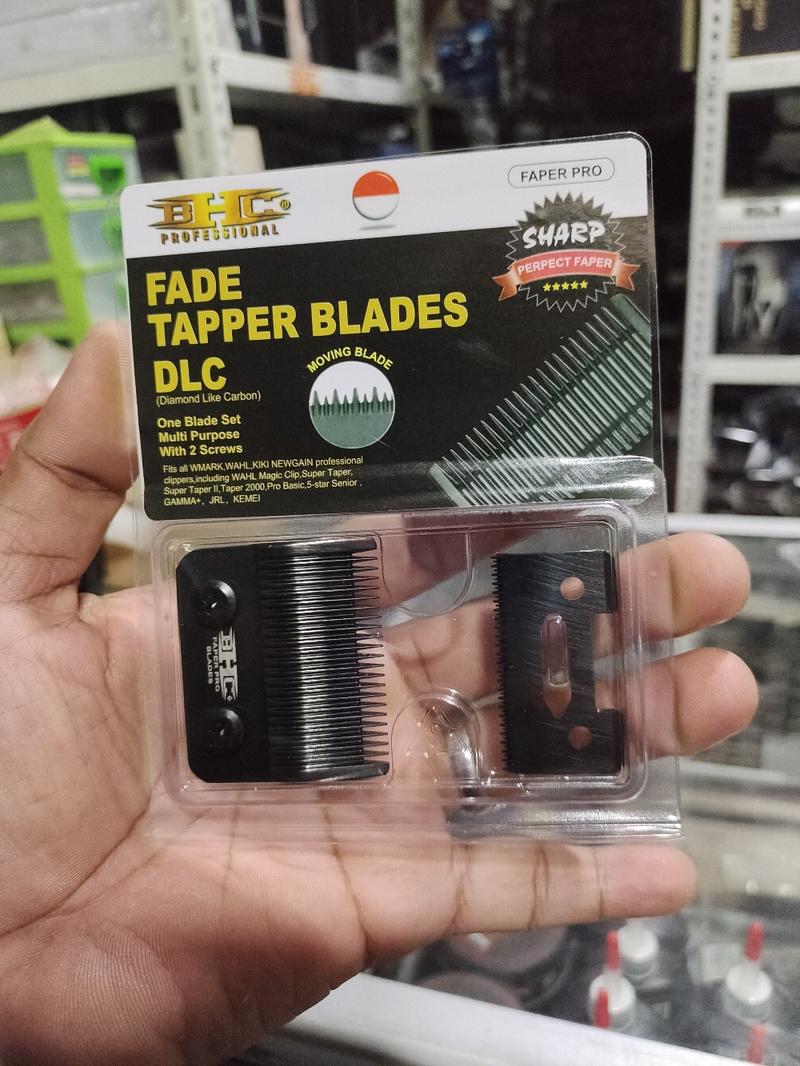 BHC®
PROFESSIONAL
FAPER PRO
SHARP
PERPECT FAPER
FADE
TAPPER BLADES
DLC
(Diamond Like Carbon)
MOVING BLADE
One Blade Set
Multi Purpose
With 2 Screws
Fits all WMARK,WAHL,KIKI NEWGAIN professional
clippers,including WAHL Magic Clip,Super Taper,
Super Taper II,Taper 2000,Pro Basic,5-star Senior ,
GAMMA+, JRL, KEMEI
BHC
FAPER PRO
BLADES